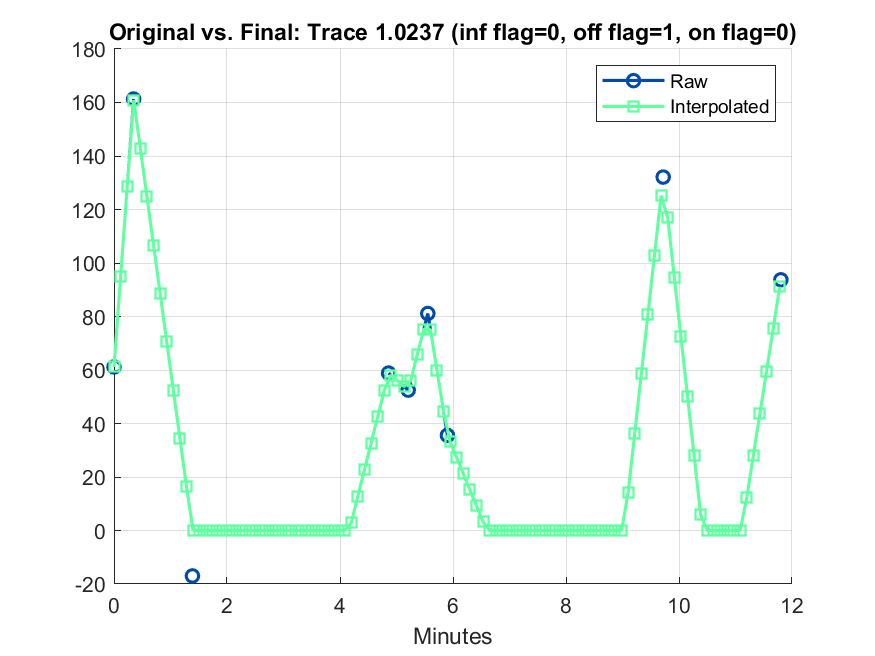 Original vs. Final: Trace 1.0237 (inf flag=0, off flag=1, on flag=0)
180
160
140
120
100
80
60
40
20
0
-20
0 2 4 6 8 10 12
Minutes
Raw
Interpolated